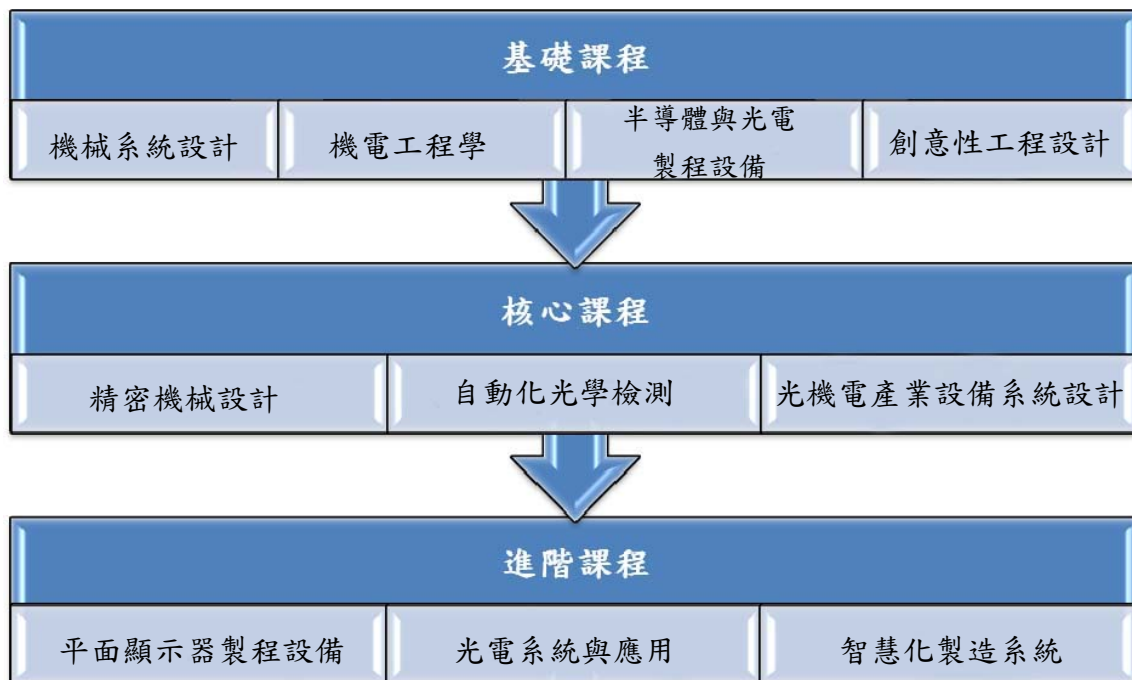 基礎課程
機械系統設計
機電工程學
半導體與光電
製程設備
創意性工程設計
核心課程
精密機械設計
自動化光學檢測
光機電產業設備系統設計
進階課程
平面顯示器製程設備
光電系統與應用
智慧化製造系統